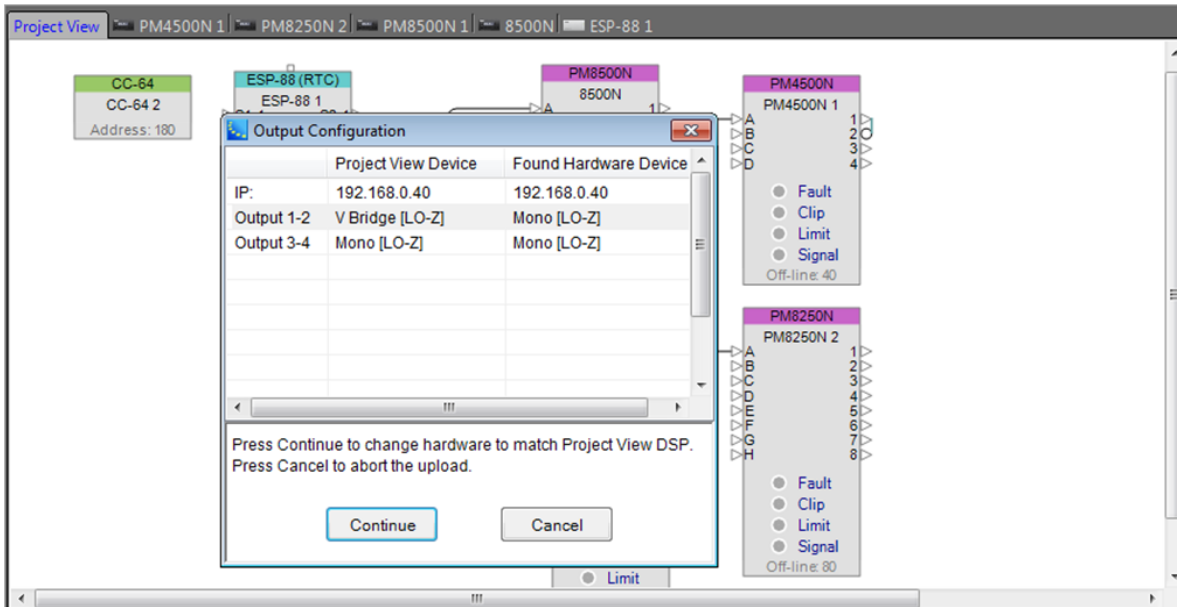 Project View PM4500N 1 PM8250N 2 PM8500N 1 8500N ESP-88 1
CC-64
CC-64 2
Address: 180
ESP-88 (RTC)
ESP-88 1
PM8500N
8500N
A 1
PM4500N
PM4500N 1
A 1
B 2
C 3
D 4
Fault
Clip
Limit
Signal
Off-line: 40
Output Configuration
Project View Device Found Hardware Device
IP: 192.168.0.40 192.168.0.40
Output 1-2 V Bridge [LO-Z] Mono [LO-Z]
Output 3-4 Mono [LO-Z] Mono [LO-Z]
Press Continue to change hardware to match Project View DSP.
Press Cancel to abort the upload.
Continue Cancel
PM8250N
PM8250N 2
A 1
B 2
C 3
D 4
E 5
F 6
G 7
H 8
Fault
Clip
Limit
Signal
Off-line: 80
Limit